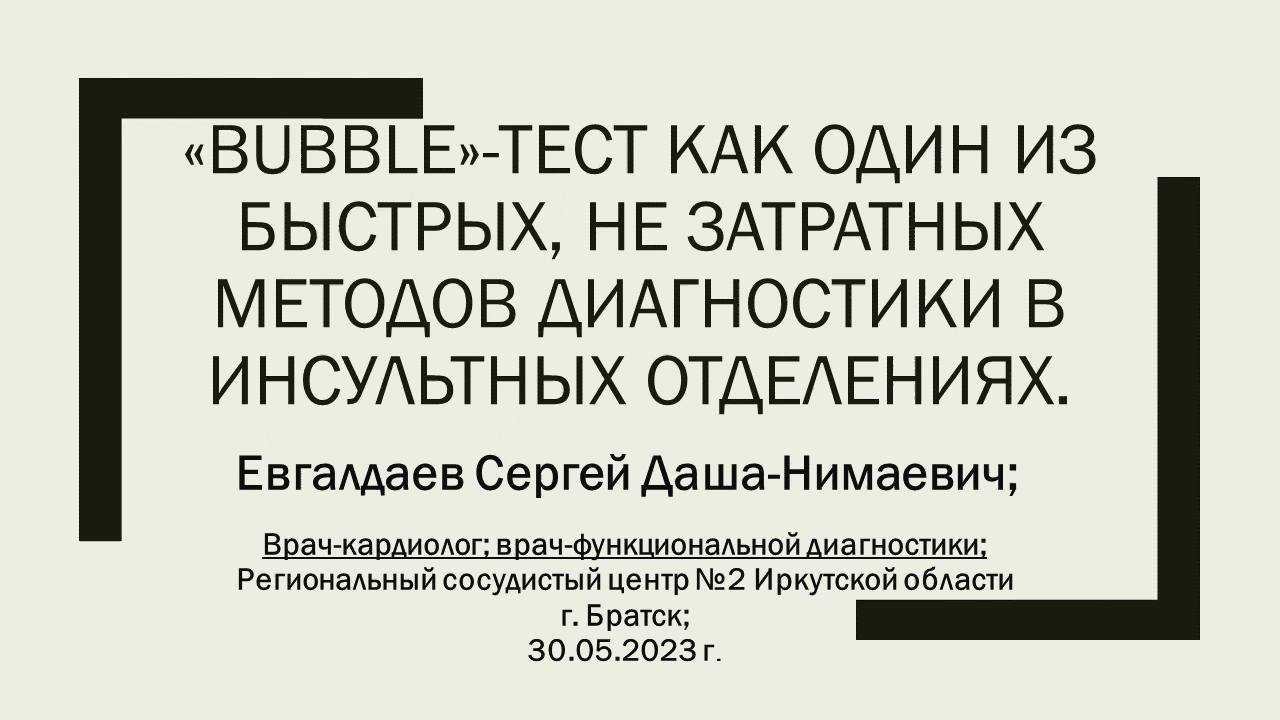 «BUBBLE»-ТЕСТ КАК ОДИН ИЗ
БЫСТРЫХ, НЕ ЗАТРАТНЫХ
МЕТОДОВ ДИАГНОСТИКИ В
ИНСУЛЬТНЫХ ОТДЕЛЕНИЯХ.
Евгалдаев Сергей Даша-Нимаевич;
Врач-кардиолог; врач-функциональной диагностики;
Региональный сосудистый центр №2 Иркутской области
г. Братск;
30.05.2023 г.